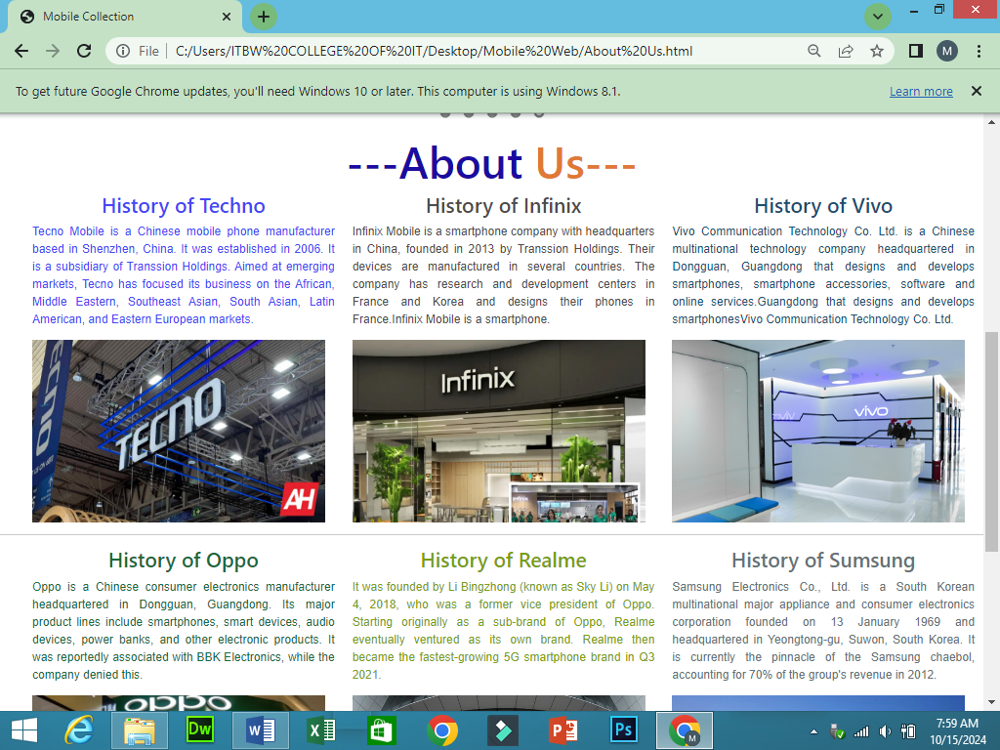 Mobile Collection
File
C:/Users/ITBW%20COLLEGE%20OF%20IT/Desktop/Mobile%20Web/About%20Us.html
M
To get future Google Chrome updates, you'll need Windows 10 or later. This computer is using Windows 8.1.
Learn more
---About Us---
History of Techno
Tecno Mobile is a Chinese mobile phone manufacturer
based in Shenzhen, China. It was established in 2006. It
is a subsidiary of Transsion Holdings. Aimed at emerging
markets, Tecno has focused its business on the African,
Middle Eastern, Southeast Asian, South Asian, Latin
American, and Eastern European markets.
TECNO
AH
History of Infinix
Infinix Mobile is a smartphone company with headquarters
in China, founded in 2013 by Transsion Holdings. Their
devices are manufactured in several countries. The
company has research and development centers in
France and Korea and designs their phones in
France.Infinix Mobile is a smartphone.
Infinix
History of Vivo
Vivo Communication Technology Co. Ltd. is a Chinese
multinational technology company headquartered in
Dongguan, Guangdong that designs and develops
smartphones, smartphone accessories, software and
online services.Guangdong that designs and develops
smartphonesVivo Communication Technology Co. Ltd.
vivo
History of Oppo
Oppo is a Chinese consumer electronics manufacturer
headquartered in Dongguan, Guangdong. Its major
product lines include smartphones, smart devices, audio
devices, power banks, and other electronic products. It
was reportedly associated with BBK Electronics, while the
company denied this.
oppo
History of Realme
It was founded by Li Bingzhong (known as Sky Li) on May
4, 2018, who was a former vice president of Oppo.
Starting originally as a sub-brand of Oppo, Realme
eventually ventured as its own brand. Realme then
became the fastest-growing 5G smartphone brand in Q3
2021.
History of Sumsung
Samsung Electronics Co., Ltd. is a South Korean
multinational major appliance and consumer electronics
corporation founded on 13 January 1969 and
headquartered in Yeongtong-gu, Suwon, South Korea. It
is currently the pinnacle of the Samsung chaebol,
accounting for 70% of the group's revenue in 2012.
Dw
Ps
M
7:59 AM
10/15/2024